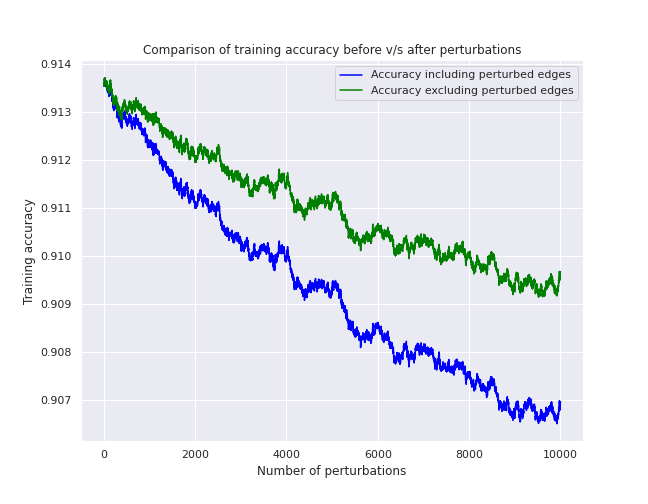 Comparison of training accuracy before v/s after perturbations
Accuracy including perturbed edges
Accuracy excluding perturbed edges
Training accuracy
0.914
0.913
0.912
0.911
0.910
0.909
0.908
0.907
0
2000
4000
6000
8000
10000
Number of perturbations